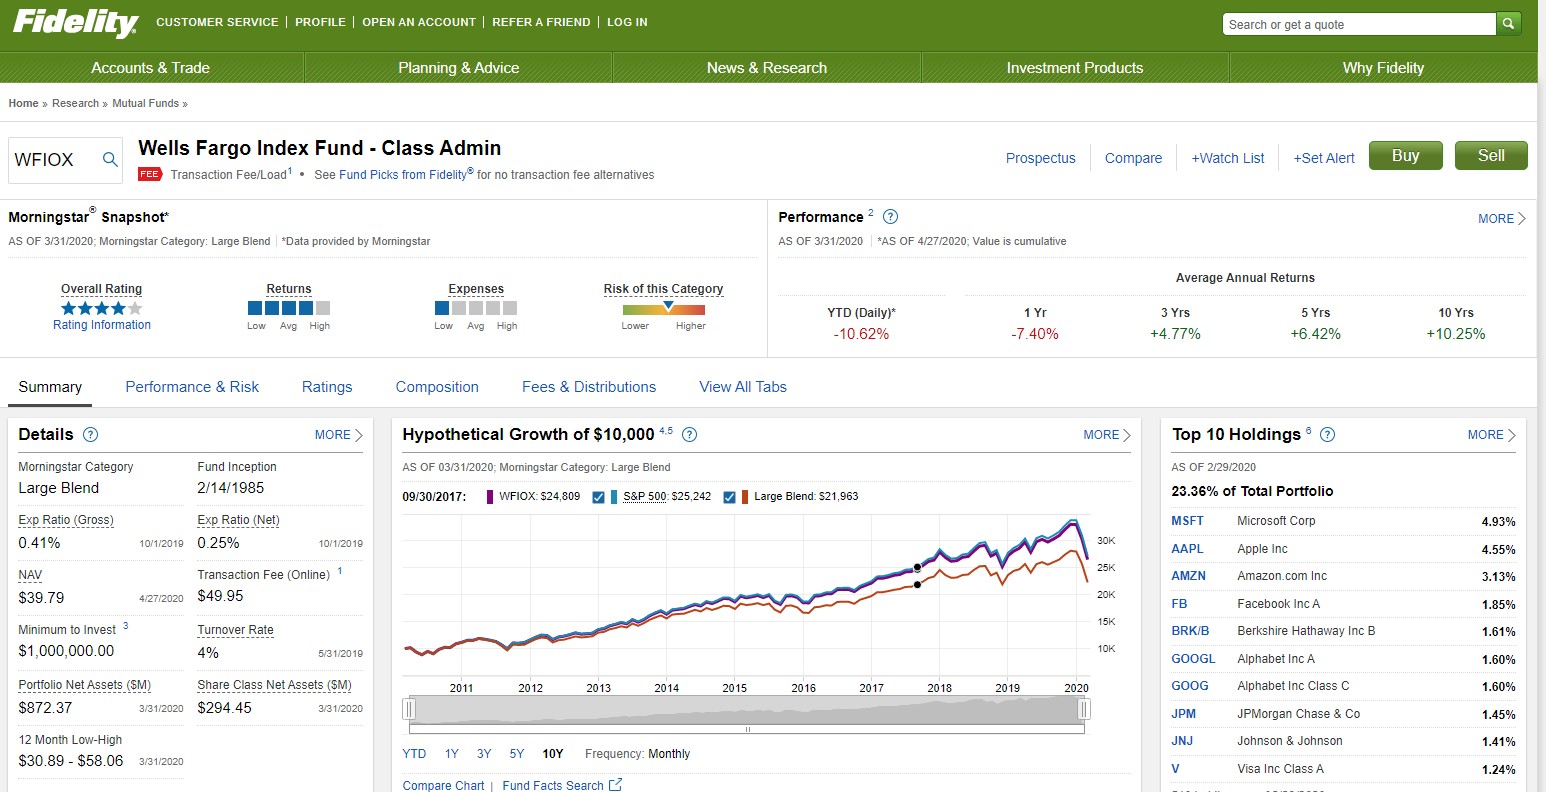 Fidelity
CUSTOMER SERVICE | PROFILE | OPEN AN ACCOUNT | REFER A FRIEND | LOG IN
Search or get a quote
Accounts & Trade
Planning & Advice
News & Research
Investment Products
Why Fidelity
Home » Research » Mutual Funds »
WFIOX
Wells Fargo Index Fund - Class Admin
FEE Transaction Fee/Load1 • See Fund Picks from Fidelity® for no transaction fee alternatives
Prospectus
Compare
+Watch List
+Set Alert
Buy
Sell
Morningstar® Snapshot*
AS OF 3/31/2020; Morningstar Category: Large Blend | *Data provided by Morningstar
Overall Rating
Rating Information
Returns
Low Avg High
Expenses
Low Avg High
Risk of this Category
Lower Higher
Performance 2 ?
MORE
AS OF 3/31/2020 | *AS OF 4/27/2020; Value is cumulative
Average Annual Returns
YTD (Daily)* 1 Yr 3 Yrs 5 Yrs 10 Yrs
-10.62% -7.40% +4.77% +6.42% +10.25%
Summary
Performance & Risk
Ratings
Composition
Fees & Distributions
View All Tabs
Details ?
MORE
Morningstar Category
Large Blend
Fund Inception
2/14/1985
Exp Ratio (Gross)
0.41% 10/1/2019
Exp Ratio (Net)
0.25% 10/1/2019
NAV
$39.79 4/27/2020
Transaction Fee (Online) 1
$49.95
Minimum to Invest 3
$1,000,000.00
Turnover Rate
4% 5/31/2019
Portfolio Net Assets ($M)
$872.37 3/31/2020
Share Class Net Assets ($M)
$294.45 3/31/2020
12 Month Low-High
$30.89 - $58.06 3/31/2020
Hypothetical Growth of $10,000 4,5 ?
MORE
AS OF 03/31/2020; Morningstar Category: Large Blend
09/30/2017: WFIOX: $24,809 S&P 500: $25,242 Large Blend: $21,963
30K
25K
20K
15K
10K
2011 2012 2013 2014 2015 2016 2017 2018 2019 2020
YTD 1Y 3Y 5Y 10Y Frequency: Monthly
Compare Chart | Fund Facts Search
Top 10 Holdings 6 ?
MORE
AS OF 2/29/2020
23.36% of Total Portfolio
MSFT Microsoft Corp 4.93%
AAPL Apple Inc 4.55%
AMZN Amazon.com Inc 3.13%
FB Facebook Inc A 1.85%
BRK/B Berkshire Hathaway Inc B 1.61%
GOOGL Alphabet Inc A 1.60%
GOOG Alphabet Inc Class C 1.60%
JPM JPMorgan Chase & Co 1.45%
JNJ Johnson & Johnson 1.41%
V Visa Inc Class A 1.24%